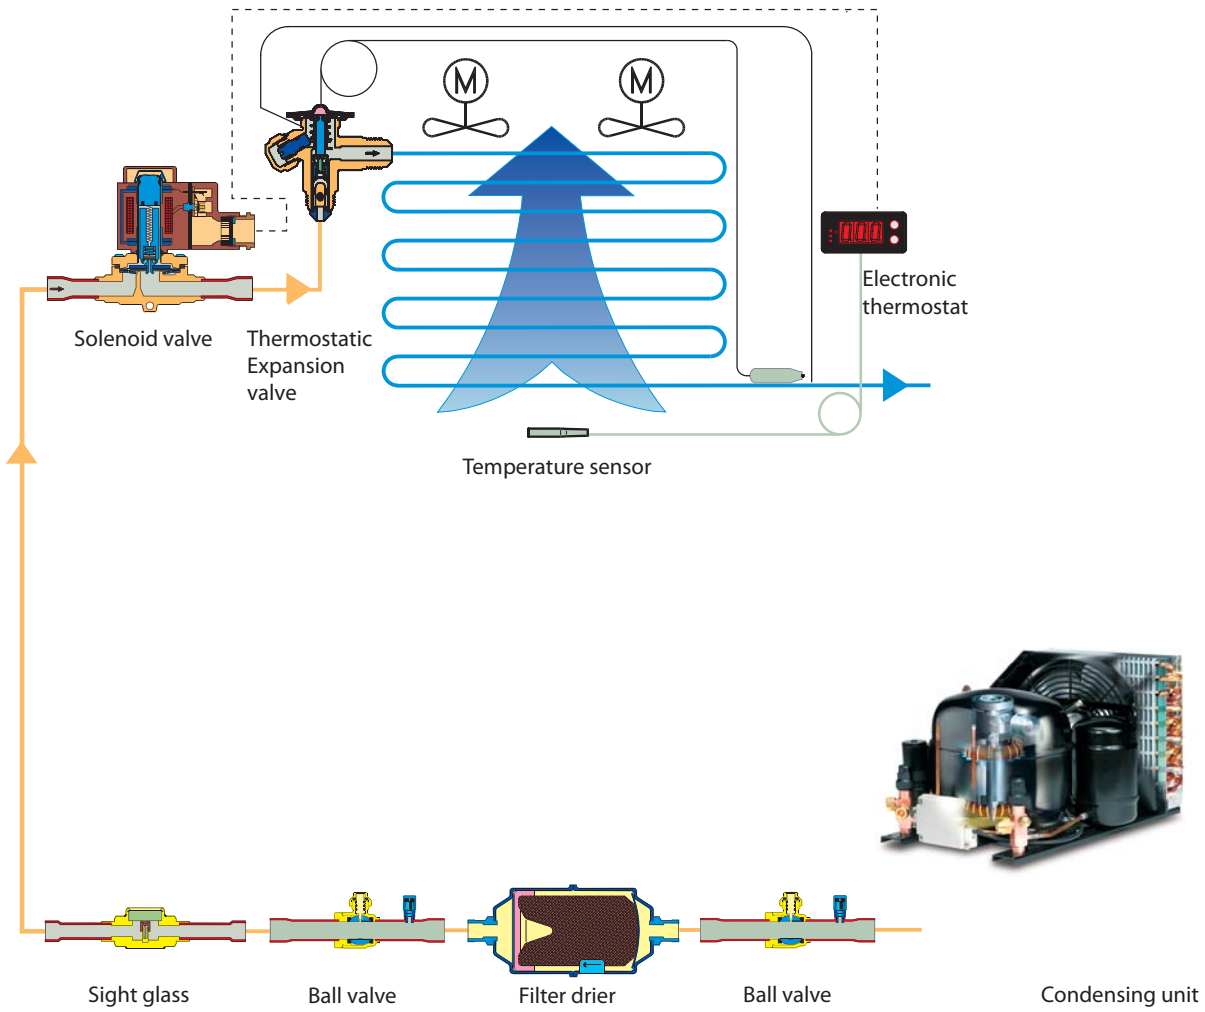 M
M
Electronic
thermostat
Solenoid valve
Thermostatic
Expansion
valve
Temperature sensor
Sight glass
Ball valve
Filter drier
Ball valve
Condensing unit